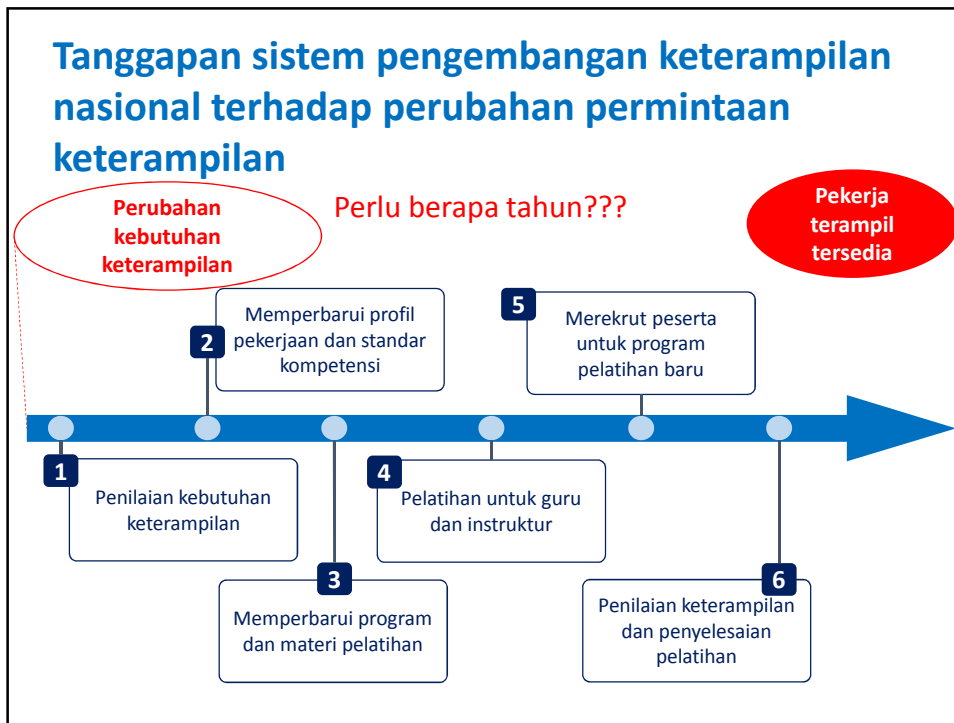 Tanggapan sistem pengembangan keterampilan
nasional terhadap perubahan permintaan
keterampilan
Perubahan
kebutuhan
keterampilan
Perlu berapa tahun???
Pekerja
terampil
tersedia
1
Penilaian kebutuhan
keterampilan
2
Memperbarui profil
pekerjaan dan standar
kompetensi
3
Memperbarui program
dan materi pelatihan
4
Pelatihan untuk guru
dan instruktur
5
Merekrut peserta
untuk program
pelatihan baru
6
Penilaian keterampilan
dan penyelesaian
pelatihan